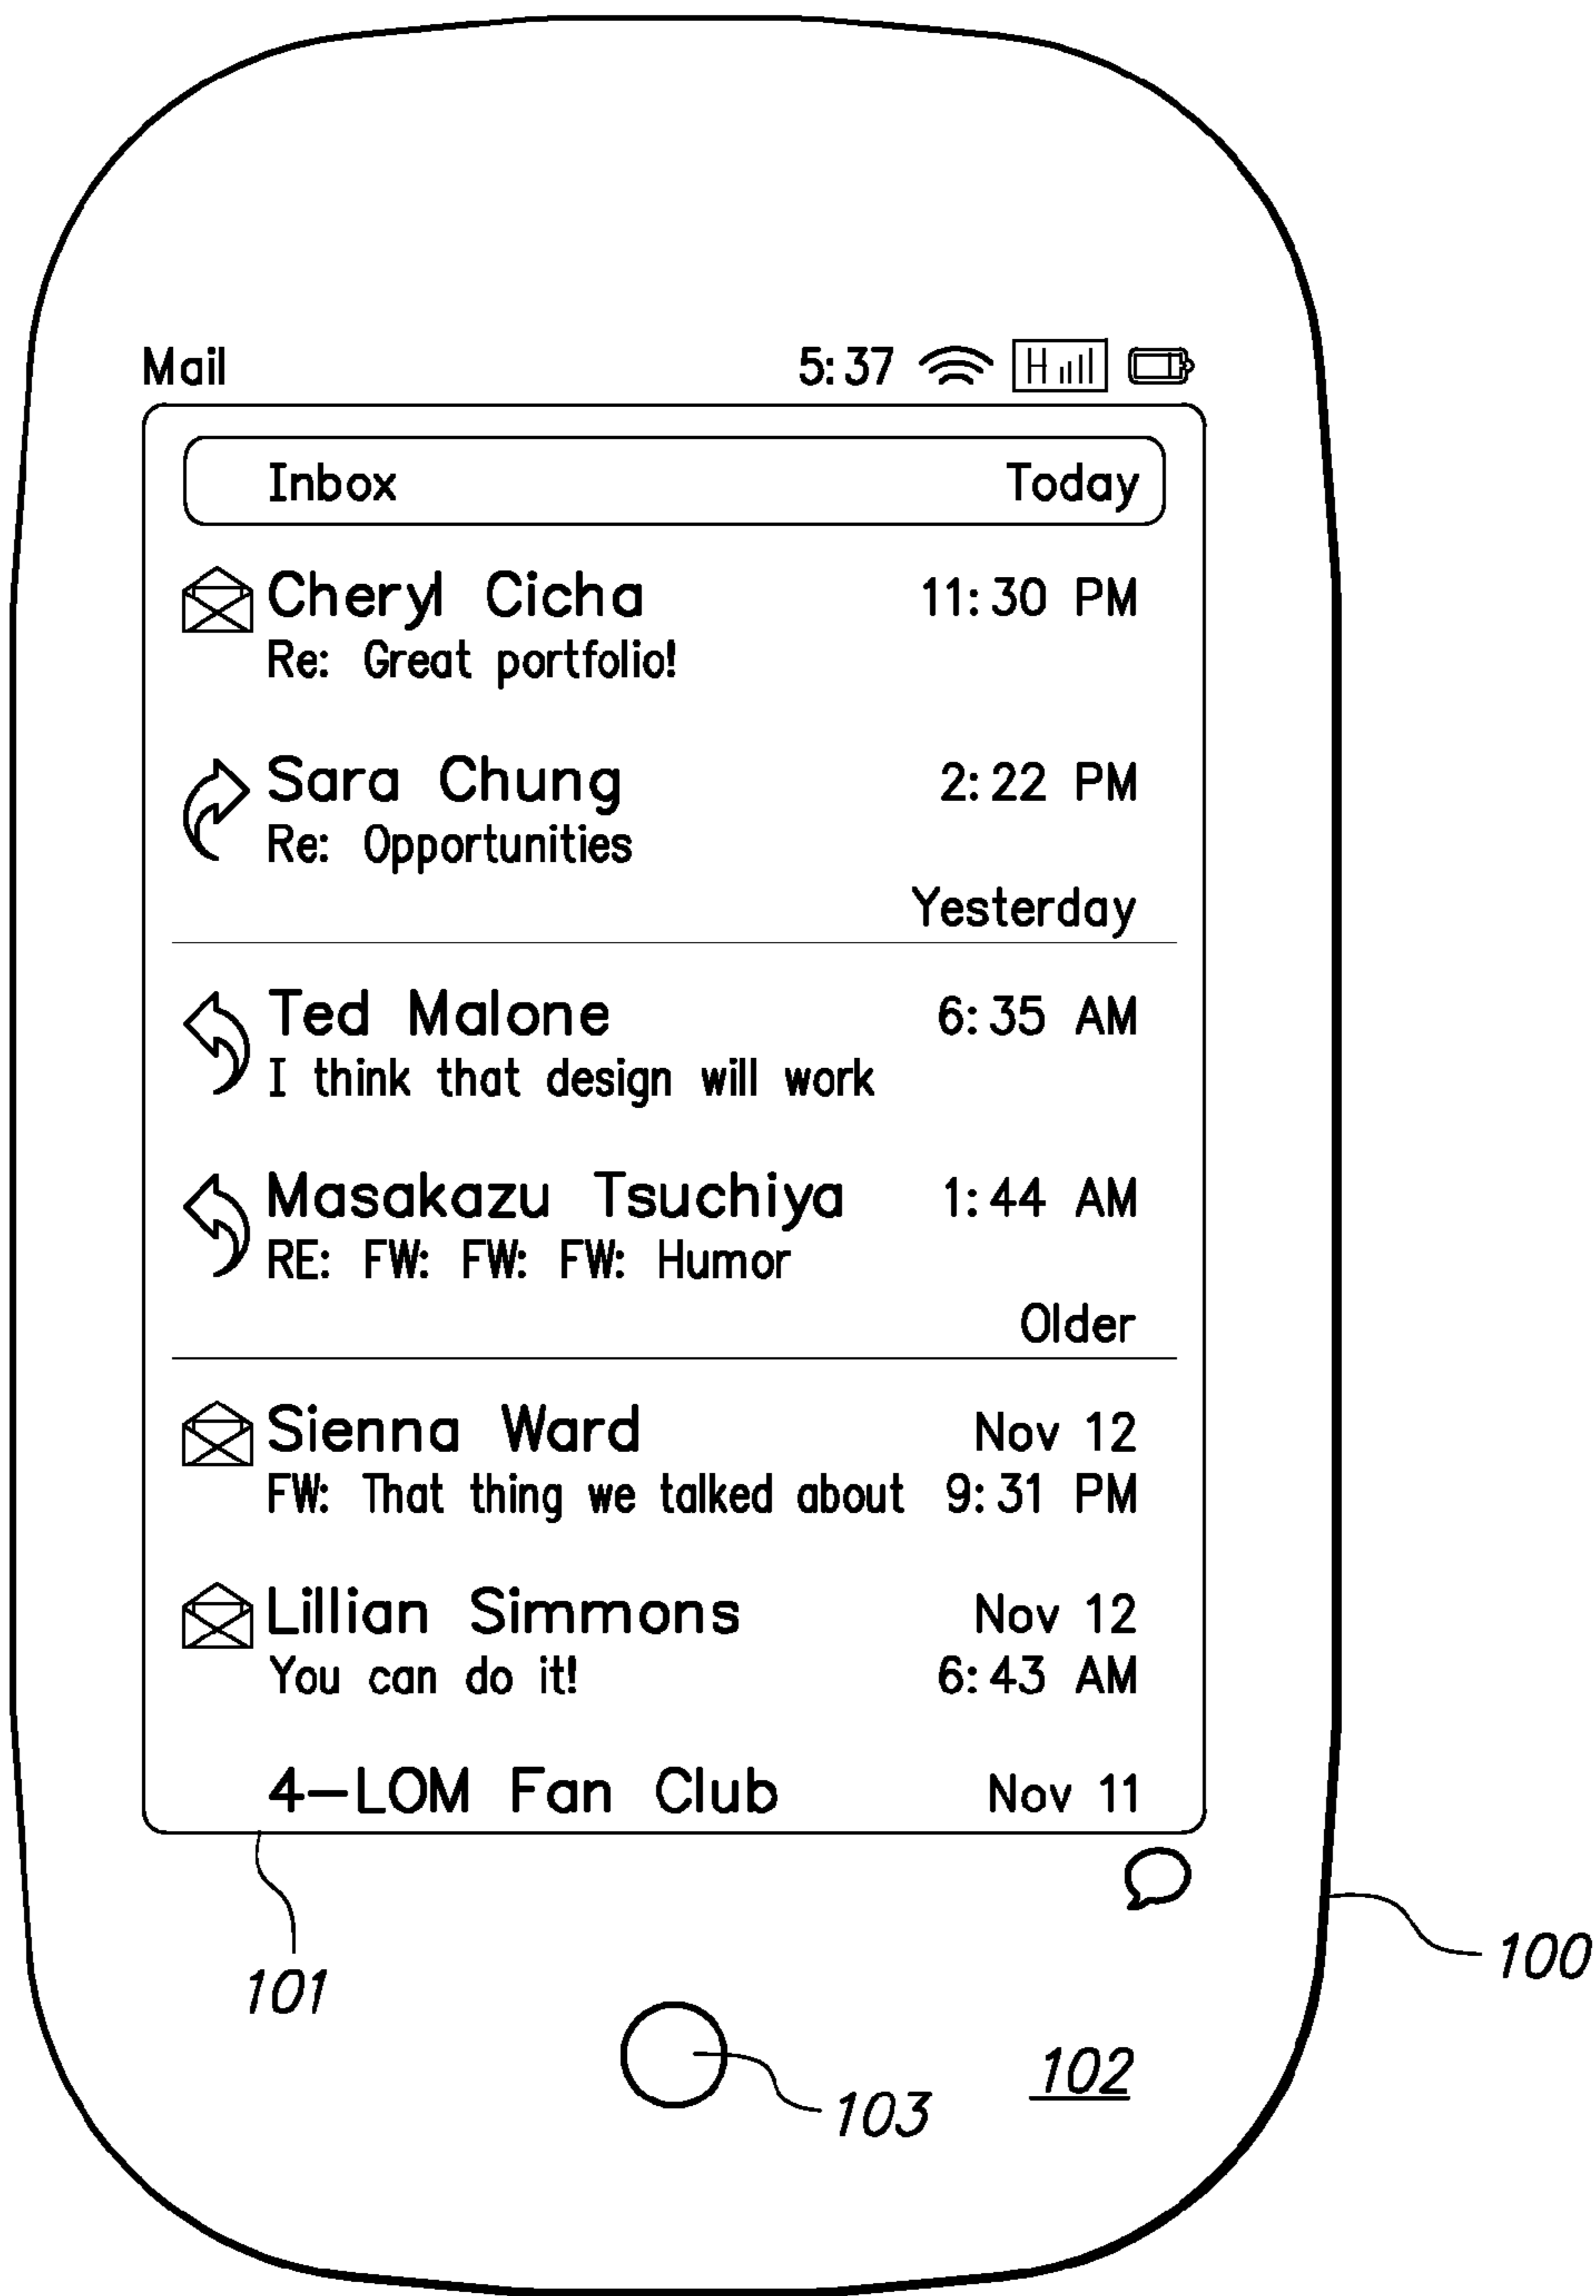 Mail 5:37 H
Inbox Today
Cheryl Cicha 11:30 PM
Re: Great portfolio!
Sara Chung 2:22 PM
Re: Opportunities
Yesterday
Ted Malone 6:35 AM
I think that design will work
Masakazu Tsuchiya 1:44 AM
RE: FW: FW: FW: Humor
Older
Sienna Ward Nov 12
FW: That thing we talked about 9:31 PM
Lillian Simmons Nov 12
You can do it! 6:43 AM
4-LOM Fan Club Nov 11
100
101
102
103